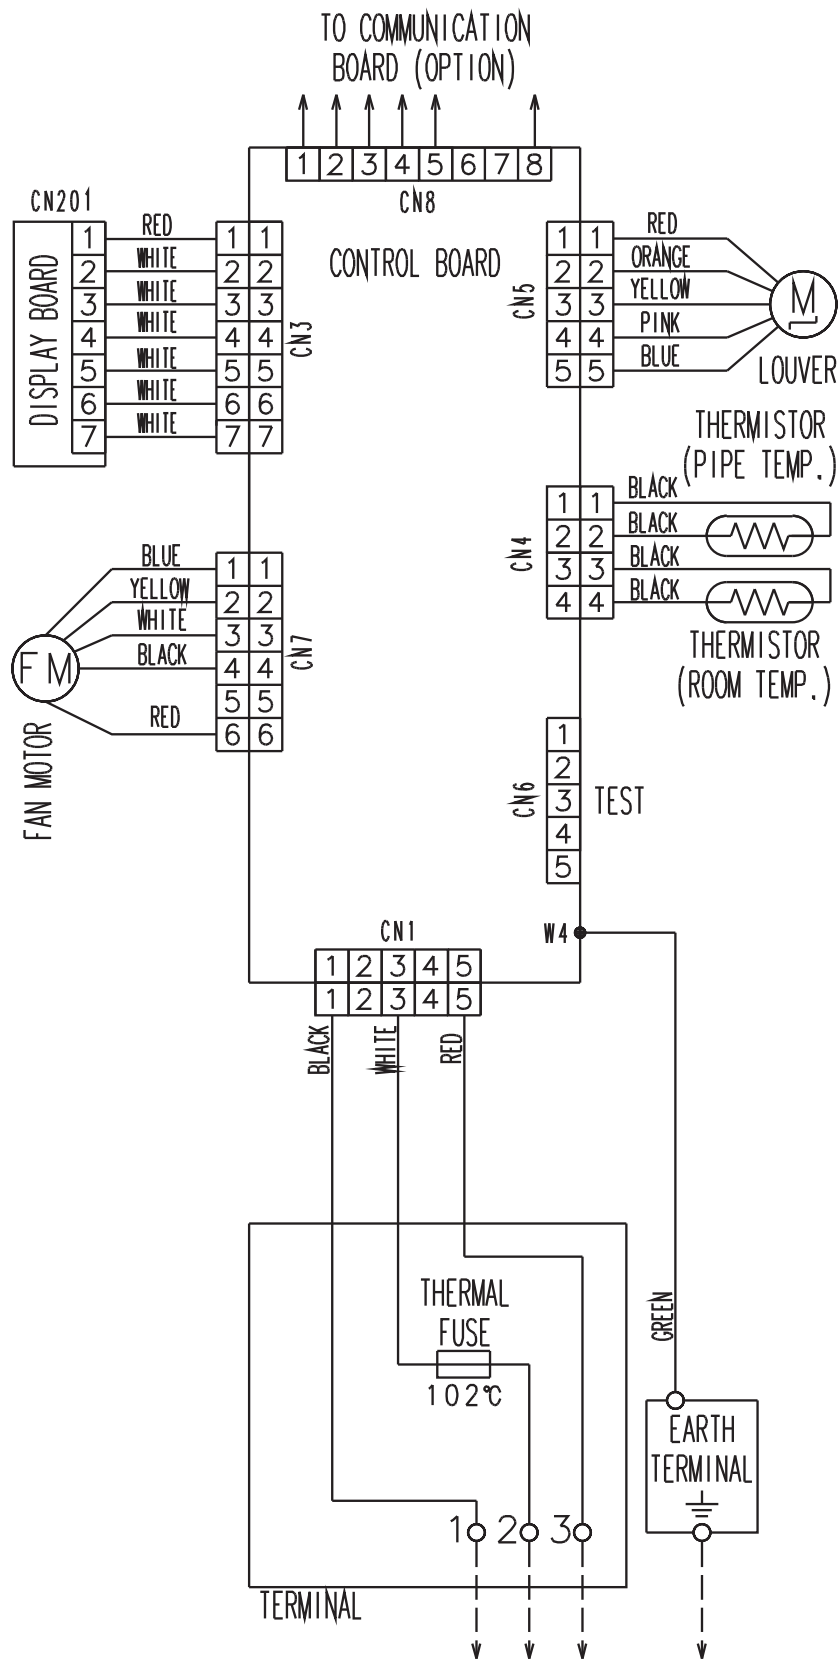 TO COMMUNICATION
BOARD (OPTION)
1 2 3 4 5 6 7 8
CN8
CONTROL BOARD
CN201
DISPLAY BOARD
1 RED 1 1
2 WHITE 2 2
3 WHITE 3 3
4 WHITE 4 4
5 WHITE 5 5
6 WHITE 6 6
7 WHITE 7 7
CN3
CN5
1 1 RED
2 2 ORANGE
3 3 YELLOW
4 4 PINK
5 5 BLUE
M
LOUVER
THERMISTOR
(PIPE TEMP.)
CN4
1 1 BLACK
2 2 BLACK
3 3 BLACK
4 4 BLACK
THERMISTOR
(ROOM TEMP.)
BLUE 1 1
YELLOW 2 2
WHITE 3 3
BLACK 4 4
5 5
RED 6 6
CN7
FM
FAN MOTOR
CN6
1
2
3
4
5
TEST
W4
CN1
1 2 3 4 5
1 2 3 4 5
BLACK
WHITE
RED
GREEN
THERMAL
FUSE
102℃
1 2 3
TERMINAL
EARTH
TERMINAL